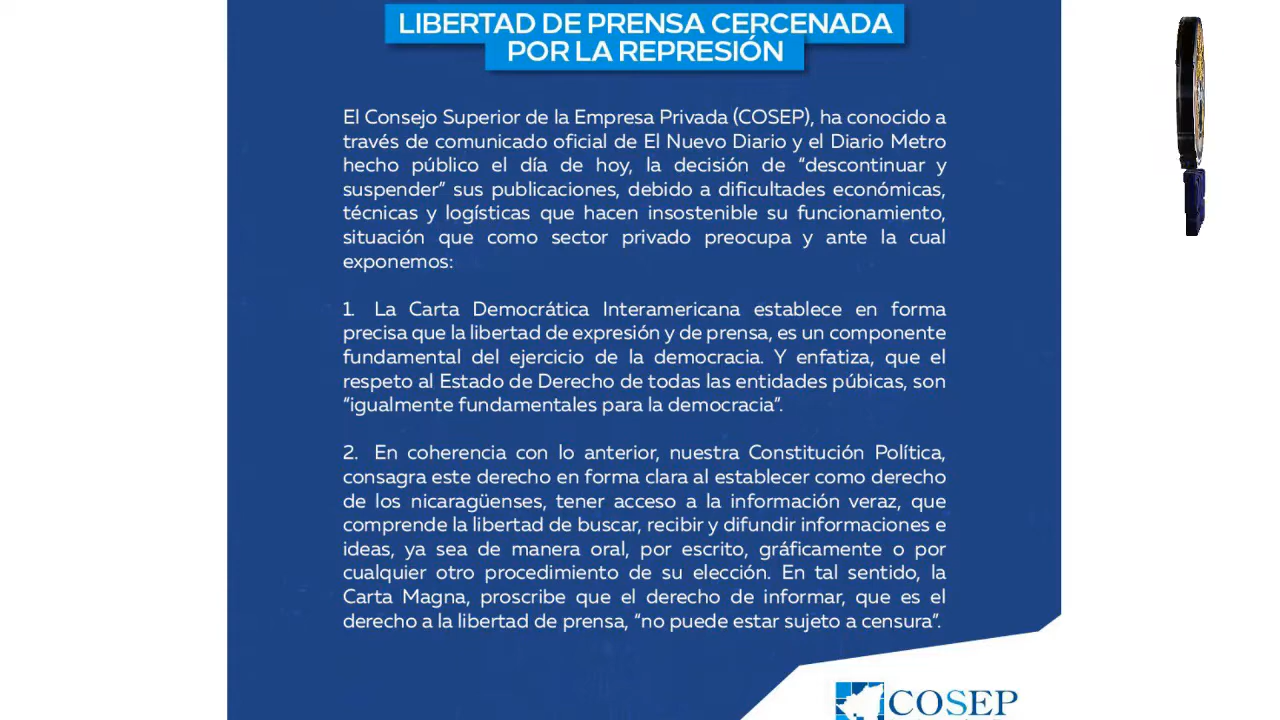 LIBERTAD DE PRENSA CERCENADA
POR LA REPRESIÓN
El Consejo Superior de la Empresa Privada (COSEP), ha conocido a
través de comunicado oficial de El Nuevo Diario y el Diario Metro
hecho público el día de hoy, la decisión de “descontinuar y
suspender” sus publicaciones, debido a dificultades económicas,
técnicas y logísticas que hacen insostenible su funcionamiento,
situación que como sector privado preocupa y ante la cual
exponemos:
1. La Carta Democrática Interamericana establece en forma
precisa que la libertad de expresión y de prensa, es un componente
fundamental del ejercicio de la democracia. Y enfatiza, que el
respeto al Estado de Derecho de todas las entidades púbicas, son
“igualmente fundamentales para la democracia”.
2. En coherencia con lo anterior, nuestra Constitución Política,
consagra este derecho en forma clara al establecer como derecho
de los nicaragüenses, tener acceso a la información veraz, que
comprende la libertad de buscar, recibir y difundir informaciones e
ideas, ya sea de manera oral, por escrito, gráficamente o por
cualquier otro procedimiento de su elección. En tal sentido, la
Carta Magna, proscribe que el derecho de informar, que es el
derecho a la libertad de prensa, “no puede estar sujeto a censura”.
COSEP